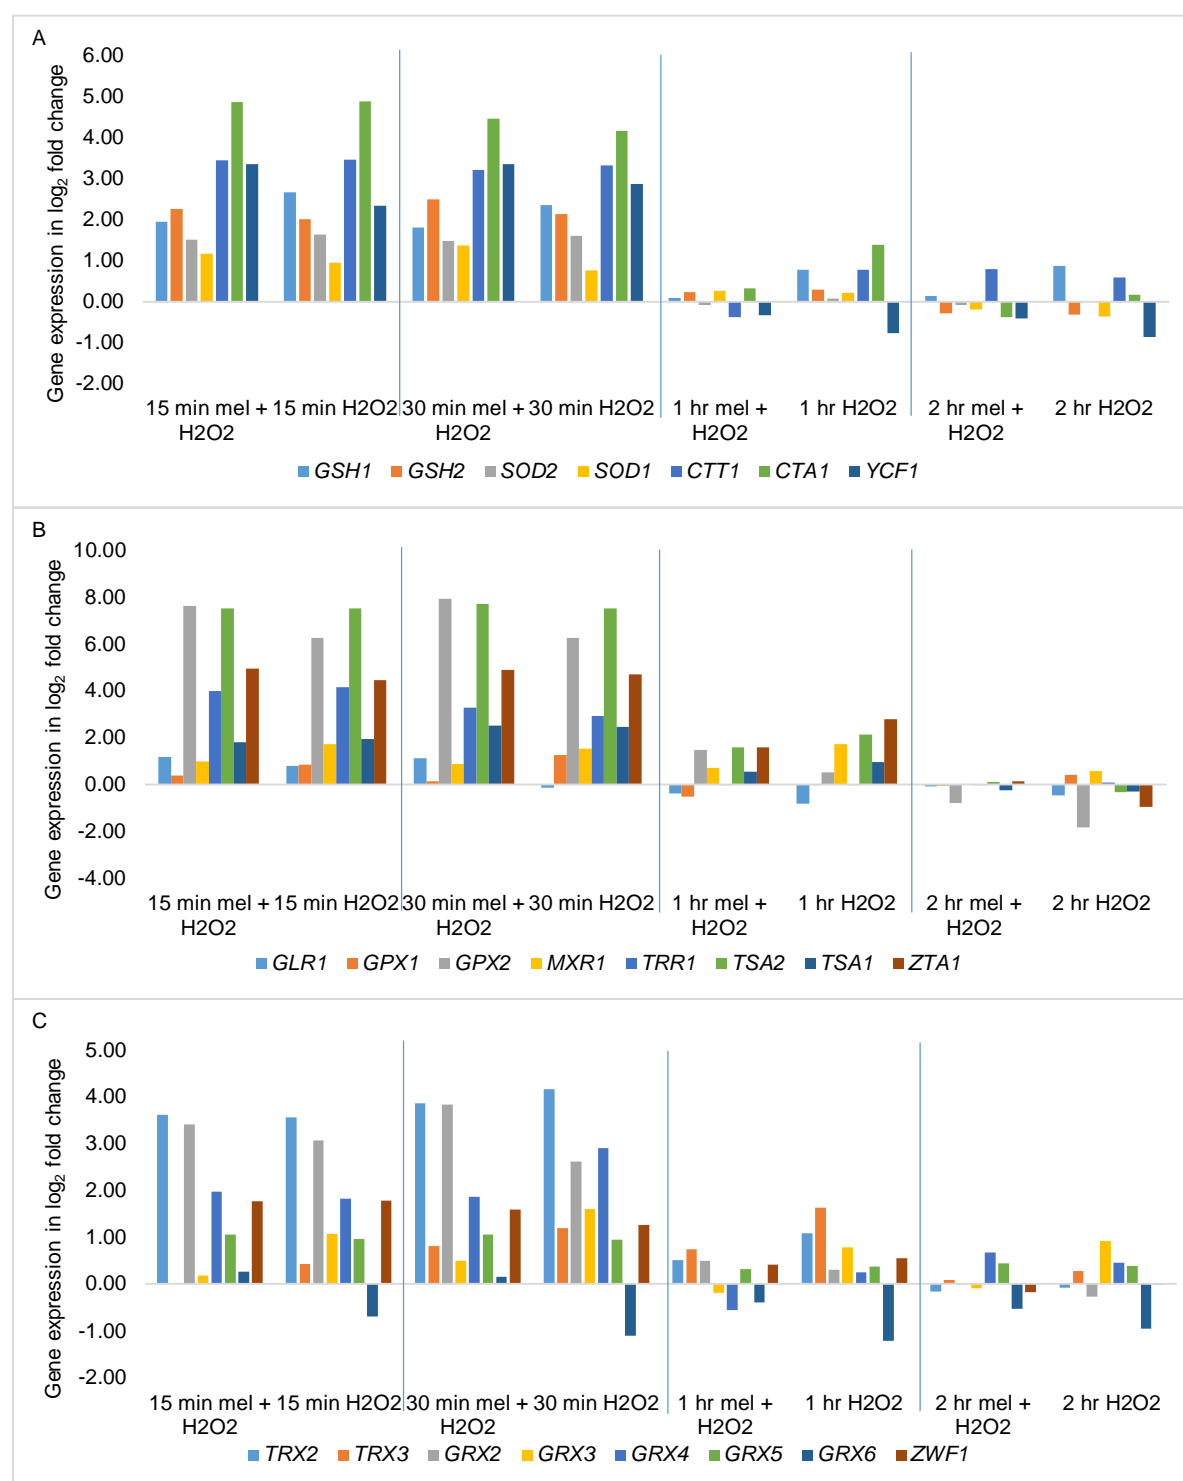 A
Gene expression in log2 fold change
6.00
5.00
4.00
3.00
2.00
1.00
0.00
-1.00
-2.00
15 min mel + H2O2
15 min H2O2
30 min mel + H2O2
30 min H2O2
1 hr mel + H2O2
1 hr H2O2
2 hr mel + H2O2
2 hr H2O2
GSH1 GSH2 SOD2 SOD1 CTT1 CTA1 YCF1
B
Gene expression in log2 fold change
10.00
8.00
6.00
4.00
2.00
0.00
-2.00
-4.00
15 min mel + H2O2
15 min H2O2
30 min mel + H2O2
30 min H2O2
1 hr mel + H2O2
1 hr H2O2
2 hr mel + H2O2
2 hr H2O2
GLR1 GPX1 GPX2 MXR1 TRR1 TSA2 TSA1 ZTA1
C
Gene expression in log2 fold change
5.00
4.00
3.00
2.00
1.00
0.00
-1.00
-2.00
15 min mel + H2O2
15 min H2O2
30 min mel + H2O2
30 min H2O2
1 hr mel + H2O2
1 hr H2O2
2 hr mel + H2O2
2 hr H2O2
TRX2 TRX3 GRX2 GRX3 GRX4 GRX5 GRX6 ZWF1